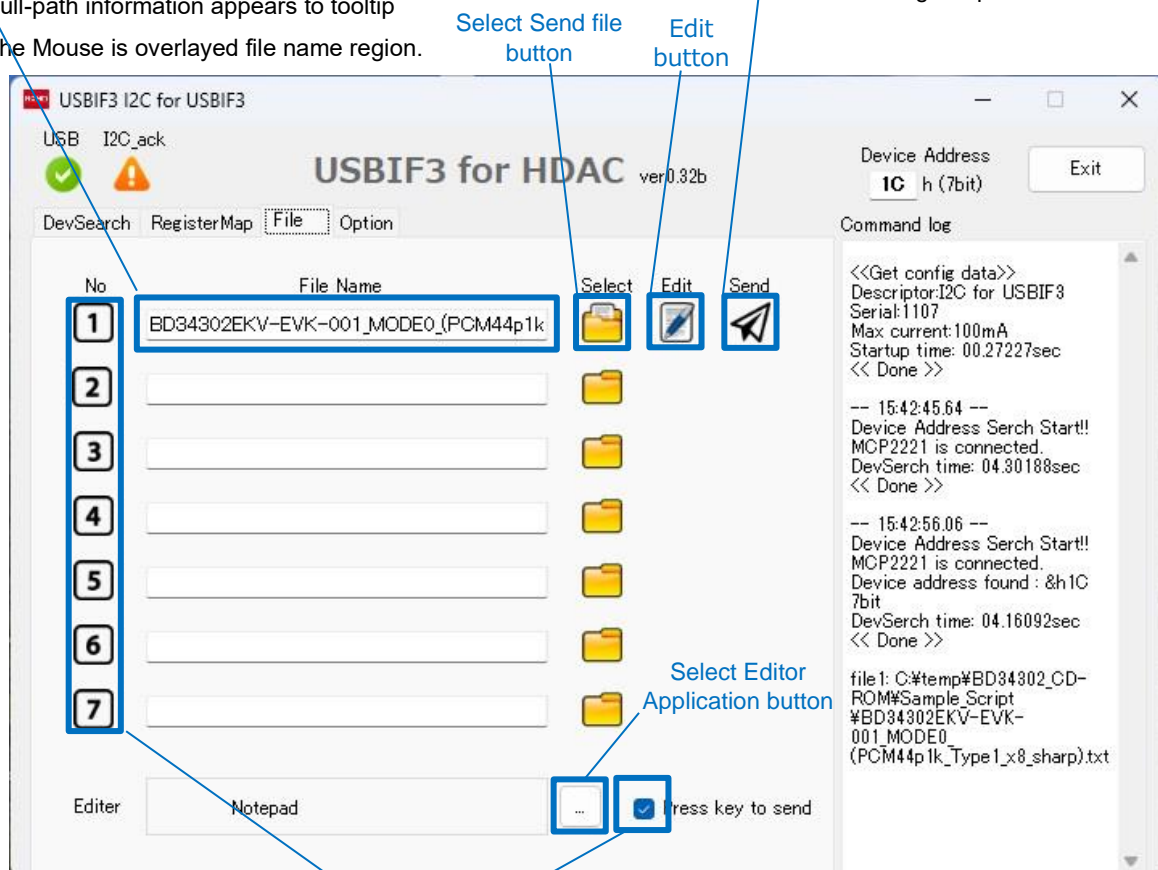 ull-path information appears to tooltip
he Mouse is overlayed file name region.
Select Send file
button
Edit
button
USBIF3 I2C for USBIF3
USB I2C_ack
USBIF3 for HDAC ver0.32b
Device Address
1C h (7bit)
Exit
DevSearch RegisterMap File Option
Command log
No File Name Select Edit Send
1 BD34302EKV-EVK-001_MODE0_(PCM44p1k
2
3
4
5
6
7
<<Get config data>>
Descriptor:I2C for USBIF3
Serial:1107
Max current:100mA
Startup time: 00.27227sec
<< Done >>
-- 15:42:45.64 --
Device Address Serch Start!!
MCP2221 is connected.
DevSerch time: 04.30188sec
<< Done >>
-- 15:42:56.06 --
Device Address Serch Start!!
MCP2221 is connected.
Device address found : &h1C
7bit
DevSerch time: 04.16092sec
<< Done >>
file1: C:¥temp¥BD34302_CD-
ROM¥Sample_Script
¥BD34302EKV-EVK-
001_MODE0_
(PCM44p1k_Type1_x8_sharp).txt
Select Editor
Application button
Editer Notepad ... Press key to send